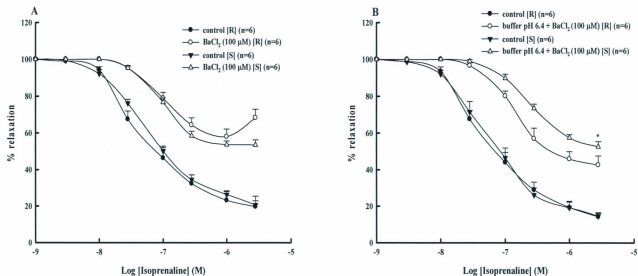 A
control [R] (n=6)
BaCl₂ (100 µM) [R] (n=6)
control [S] (n=6)
BaCl₂ (100 µM) [S] (n=6)
% relaxation
0
20
40
60
80
100
120
-9
-8
-7
-6
-5
Log [Isoprenaline] (M)
B
control [R] (n=6)
buffer pH 6.4 + BaCl₂ (100 µM) [R] (n=6)
control [S] (n=6)
buffer pH 6.4 + BaCl₂ (100 µM) [S] (n=6)
% relaxation
0
20
40
60
80
100
120
*
-9
-8
-7
-6
-5
Log [Isoprenaline] (M)